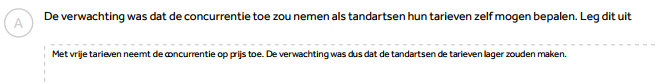 A
De verwachting was dat de concurrentie toe zou nemen als tandartsen hun tarieven zelf mogen bepalen. Leg dit uit
Met vrije tarieven neemt de concurrentie op prijs toe. De verwachting was dus dat de tandartsen de tarieven lager zouden maken.